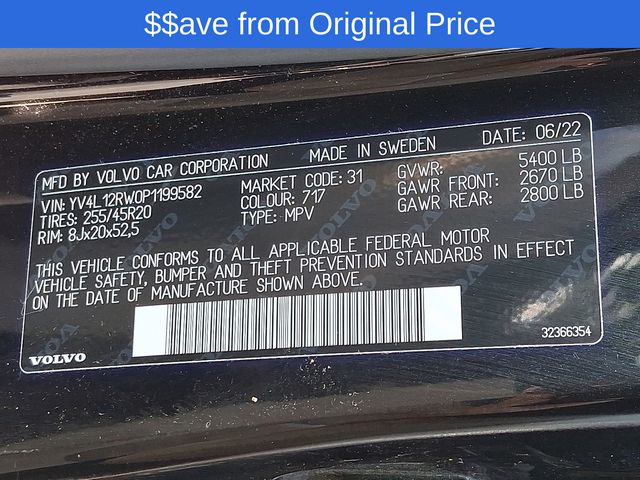 $$ave from Original Price
MFD BY VOLVO CAR CORPORATION MADE IN SWEDEN DATE: 06/22
VIN: YV4L12RW0P1199582 MARKET CODE: 31 GVWR: 5400 LB
TIRES: 255/45R20 COLOUR: 717 GAWR FRONT: 2670 LB
RIM: 8Jx20x52,5 TYPE: MPV GAWR REAR: 2800 LB
THIS VEHICLE CONFORMS TO ALL APPLICABLE FEDERAL MOTOR
VEHICLE SAFETY, BUMPER AND THEFT PREVENTION STANDARDS IN EFFECT
ON THE DATE OF MANUFACTURE SHOWN ABOVE.
VOLVO 32366354